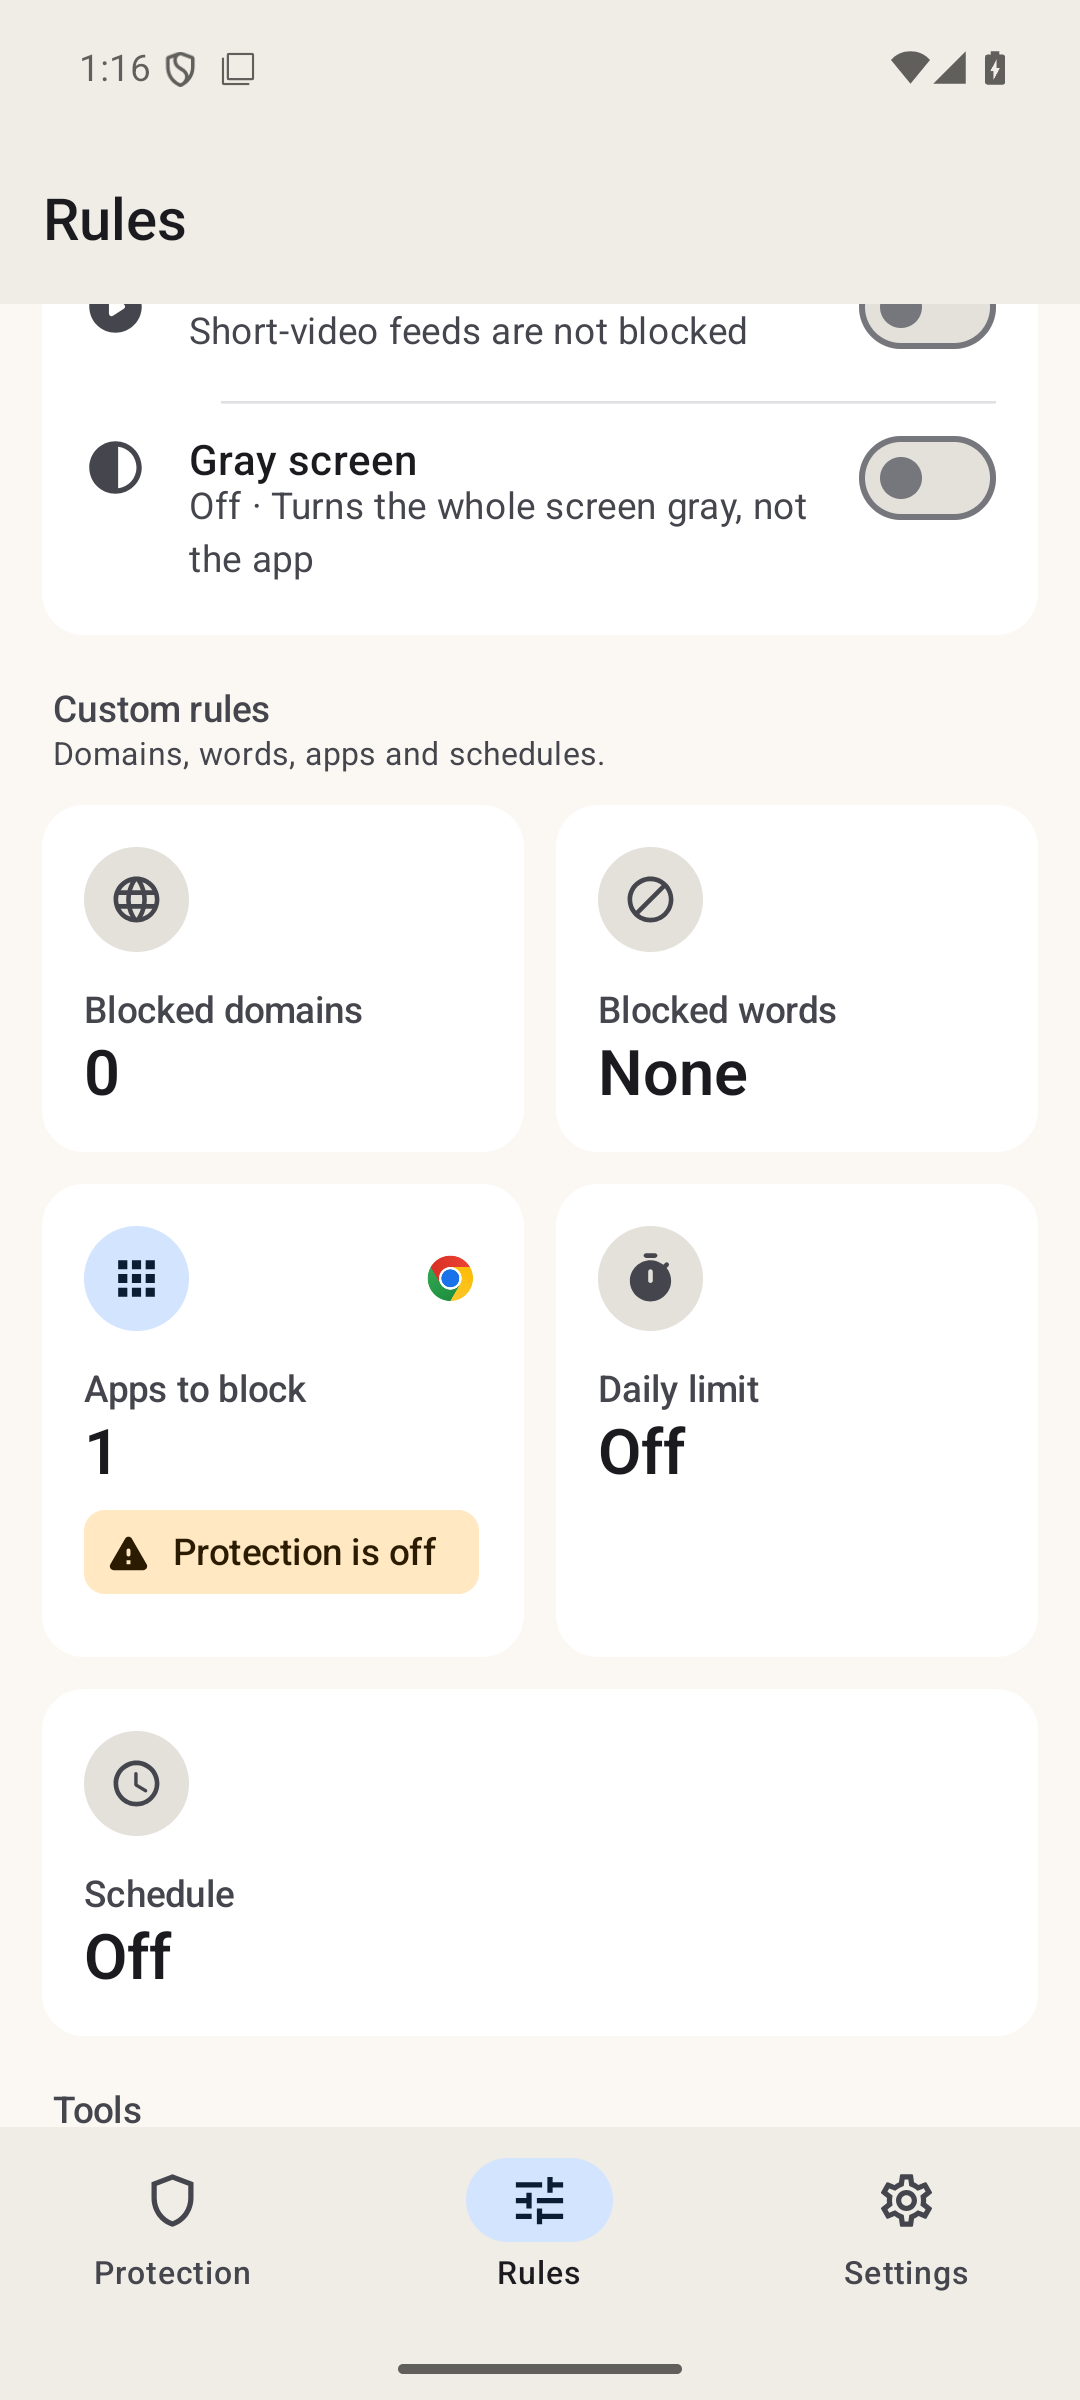 1:16
Rules
Short-video feeds are not blocked
Gray screen
Off · Turns the whole screen gray, not
the app
Custom rules
Domains, words, apps and schedules.
Blocked domains
0
Blocked words
None
Apps to block
1
Protection is off
Daily limit
Off
Schedule
Off
Tools
Protection
Rules
Settings